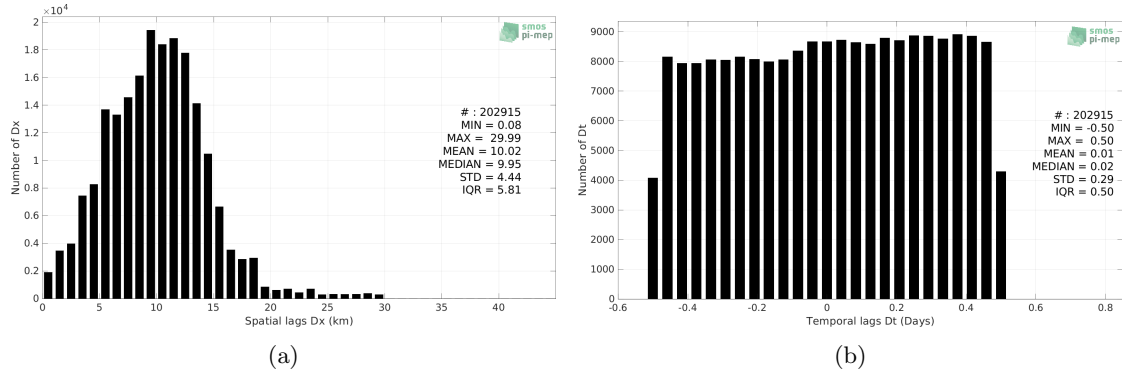 ×10⁴
2
1.8
1.6
1.4
1.2
1
0.8
0.6
0.4
0.2
0
Number of Dx
0 5 10 15 20 25 30 35 40
Spatial lags Dx (km)
smos
pi-mep
# : 202915
MIN = 0.08
MAX = 29.99
MEAN = 10.02
MEDIAN = 9.95
STD = 4.44
IQR = 5.81
(a)
9000
8000
7000
6000
5000
4000
3000
2000
1000
0
Number of Dt
-0.6 -0.4 -0.2 0 0.2 0.4 0.6 0.8
Temporal lags Dt (Days)
smos
pi-mep
# : 202915
MIN = -0.50
MAX = 0.50
MEAN = 0.01
MEDIAN = 0.02
STD = 0.29
IQR = 0.50
(b)